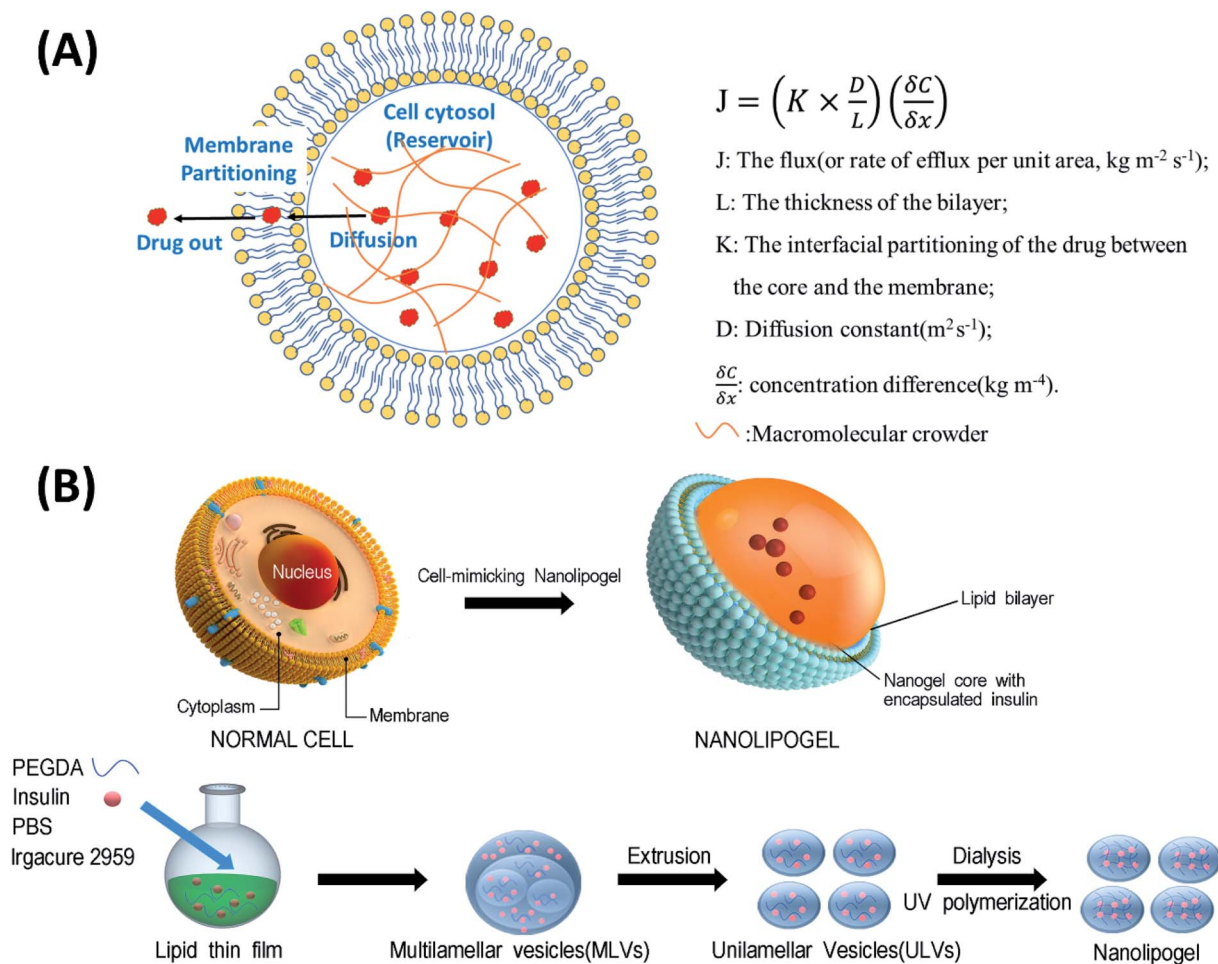 (A)
Cell cytosol
(Reservoir)
Membrane
Partitioning
Drug out
Diffusion
J = (K × D/L) (δC/δx)
J: The flux(or rate of efflux per unit area, kg m⁻² s⁻¹);
L: The thickness of the bilayer;
K: The interfacial partitioning of the drug between
the core and the membrane;
D: Diffusion constant(m² s⁻¹);
δC/δx: concentration difference(kg m⁻⁴).
:Macromolecular crowder
(B)
Nucleus
Cytoplasm
Membrane
NORMAL CELL
Cell-mimicking Nanolipogel
Lipid bilayer
Nanogel core with
encapsulated insulin
NANOLIPOGEL
PEGDA
Insulin
PBS
Irgacure 2959
Lipid thin film
Multilamellar vesicles(MLVs)
Extrusion
Unilamellar Vesicles(ULVs)
Dialysis
UV polymerization
Nanolipogel